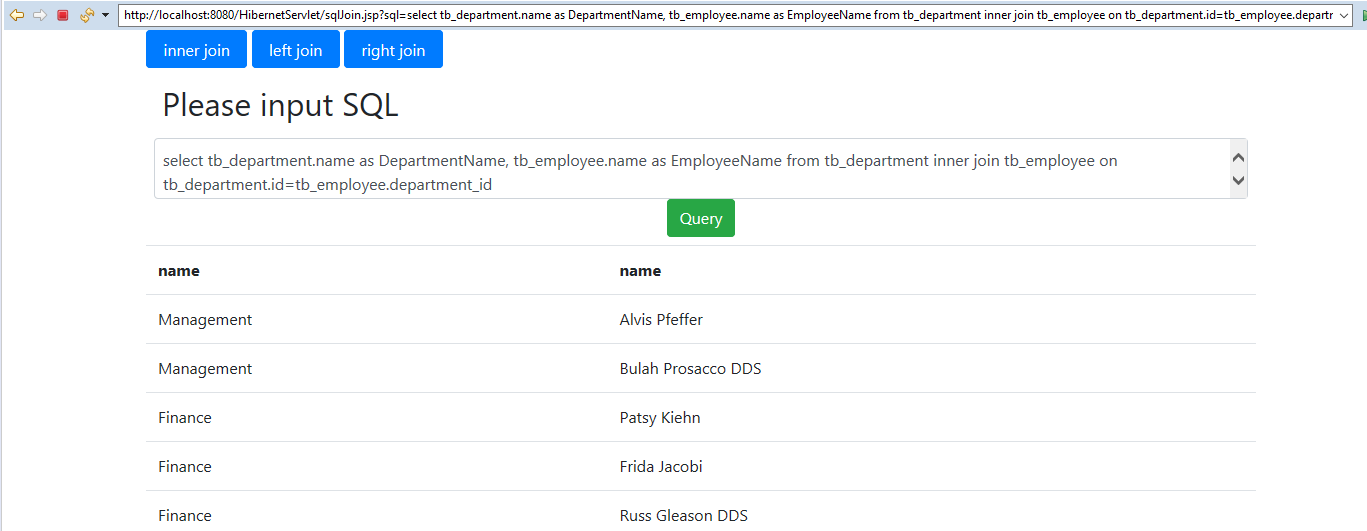 http://localhost:8080/HibernetServlet/sqlJoin.jsp?sql=select tb_department.name as DepartmentName, tb_employee.name as EmployeeName from tb_department inner join tb_employee on tb_department.id=tb_employee.departr
inner join left join right join
Please input SQL
select tb_department.name as DepartmentName, tb_employee.name as EmployeeName from tb_department inner join tb_employee on
tb_department.id=tb_employee.department_id
Query
name name
Management Alvis Pfeffer
Management Bulah Prosacco DDS
Finance Patsy Kiehn
Finance Frida Jacobi
Finance Russ Gleason DDS